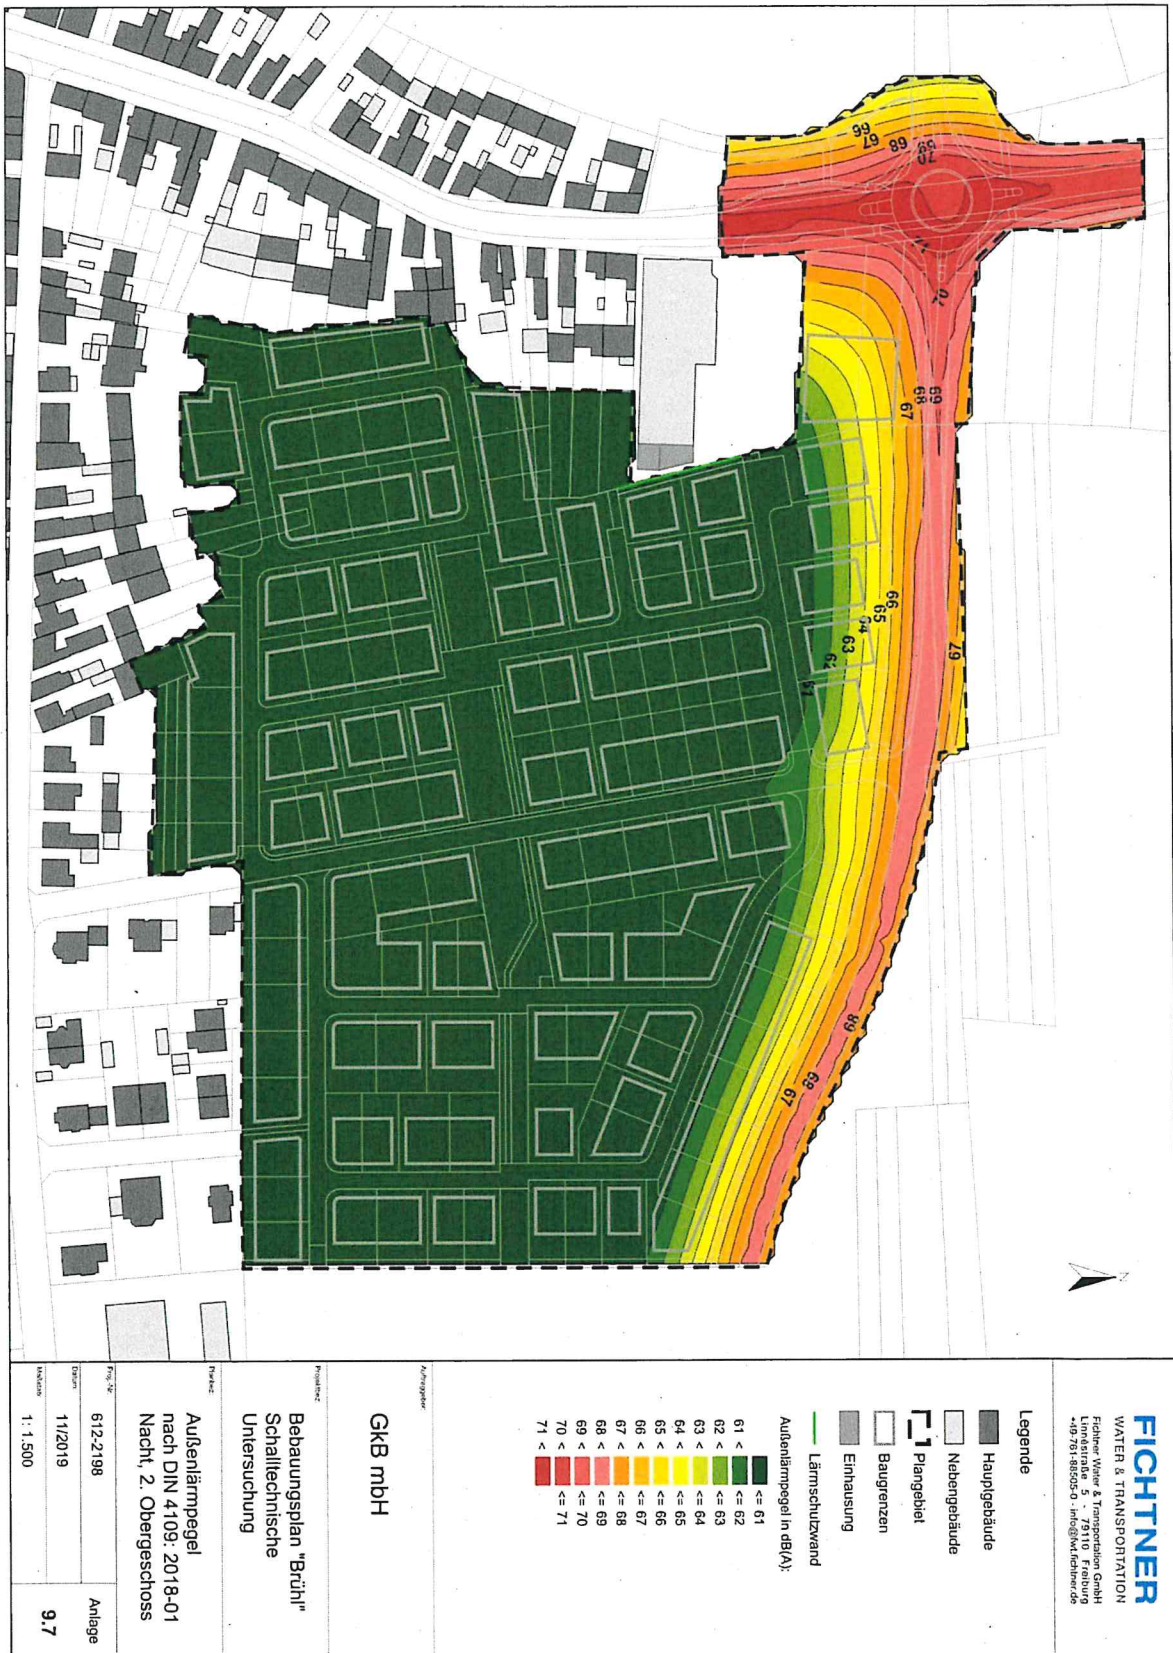 FICHTNER
WATER & TRANSPORTATION
Fichtner Water & Transportation GmbH
Linnéstraße 5 - 79110 Freiburg
+49-761-88505-0 - info@fwt.fichtner.de
Legende
Hauptgebäude
Nebengebäude
Plangebiet
Baugrenzen
Einhausung
Lärmschutzwand
Außenlärmpegel in dB(A):
<= 61
61 < <= 62
62 < <= 63
63 < <= 64
64 < <= 65
65 < <= 66
66 < <= 67
67 < <= 68
68 < <= 69
69 < <= 70
70 < <= 71
71 <
Auftraggeber:
GkB mbH
Projektbez:
Bebauungsplan "Brühl"
Schalltechnische
Untersuchung
Planbez:
Außenlärmpegel
nach DIN 4109: 2018-01
Nacht, 2. Obergeschoss
Proj.-Nr:
612-2198
Datum:
11/2019
Maßstab:
1: 1.500
Anlage
9.7
66
67
68
69
70
71
70
69
68
67
66
65
64
63
62
61
67
68
68
67